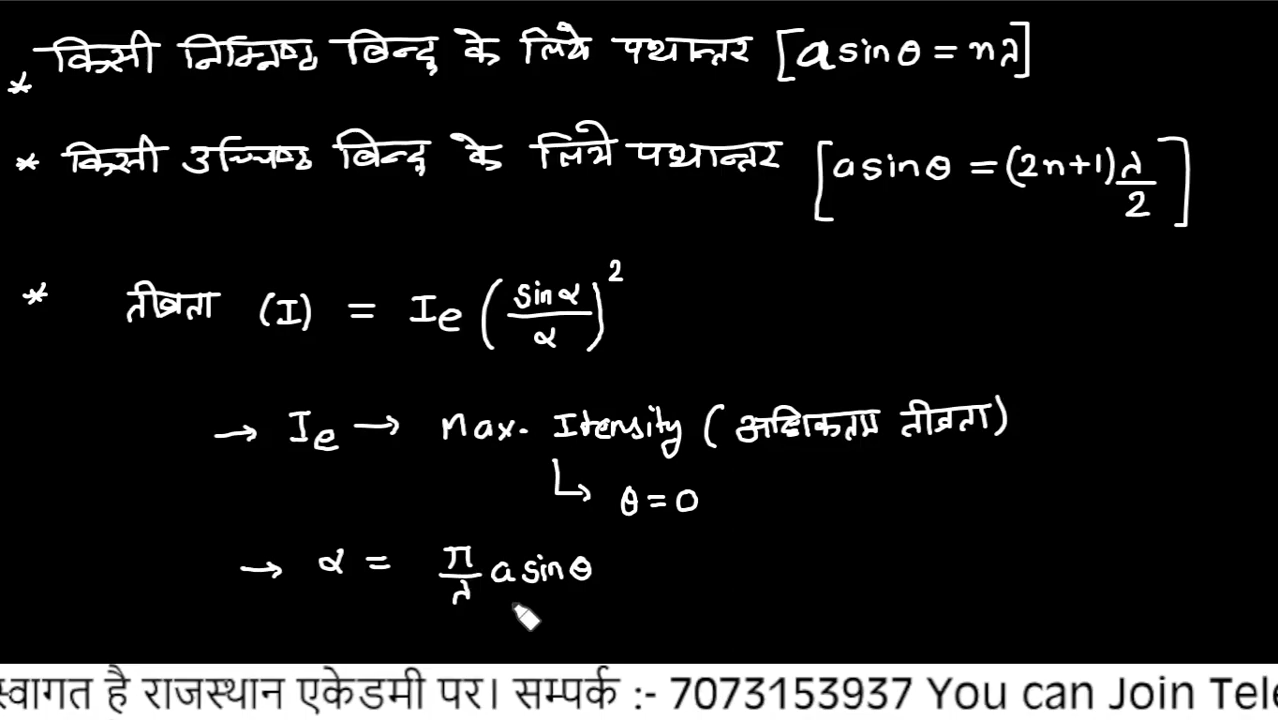 * किसी निम्निष्ठ बिन्दु के लिये पथान्तर [a sinθ = nλ]
* किसी उच्चिष्ठ बिन्दु के लिये पथान्तर [a sinθ = (2n+1) λ/2]
* तीव्रता (I) = Ie (sinα/α)²
→ Ie → Max. Itensity (अधिकतम तीव्रता)
↳ θ = 0
→ α = π/λ a sinθ
स्वागत है राजस्थान एकेडमी पर। सम्पर्क :- 7073153937 You can Join Tele